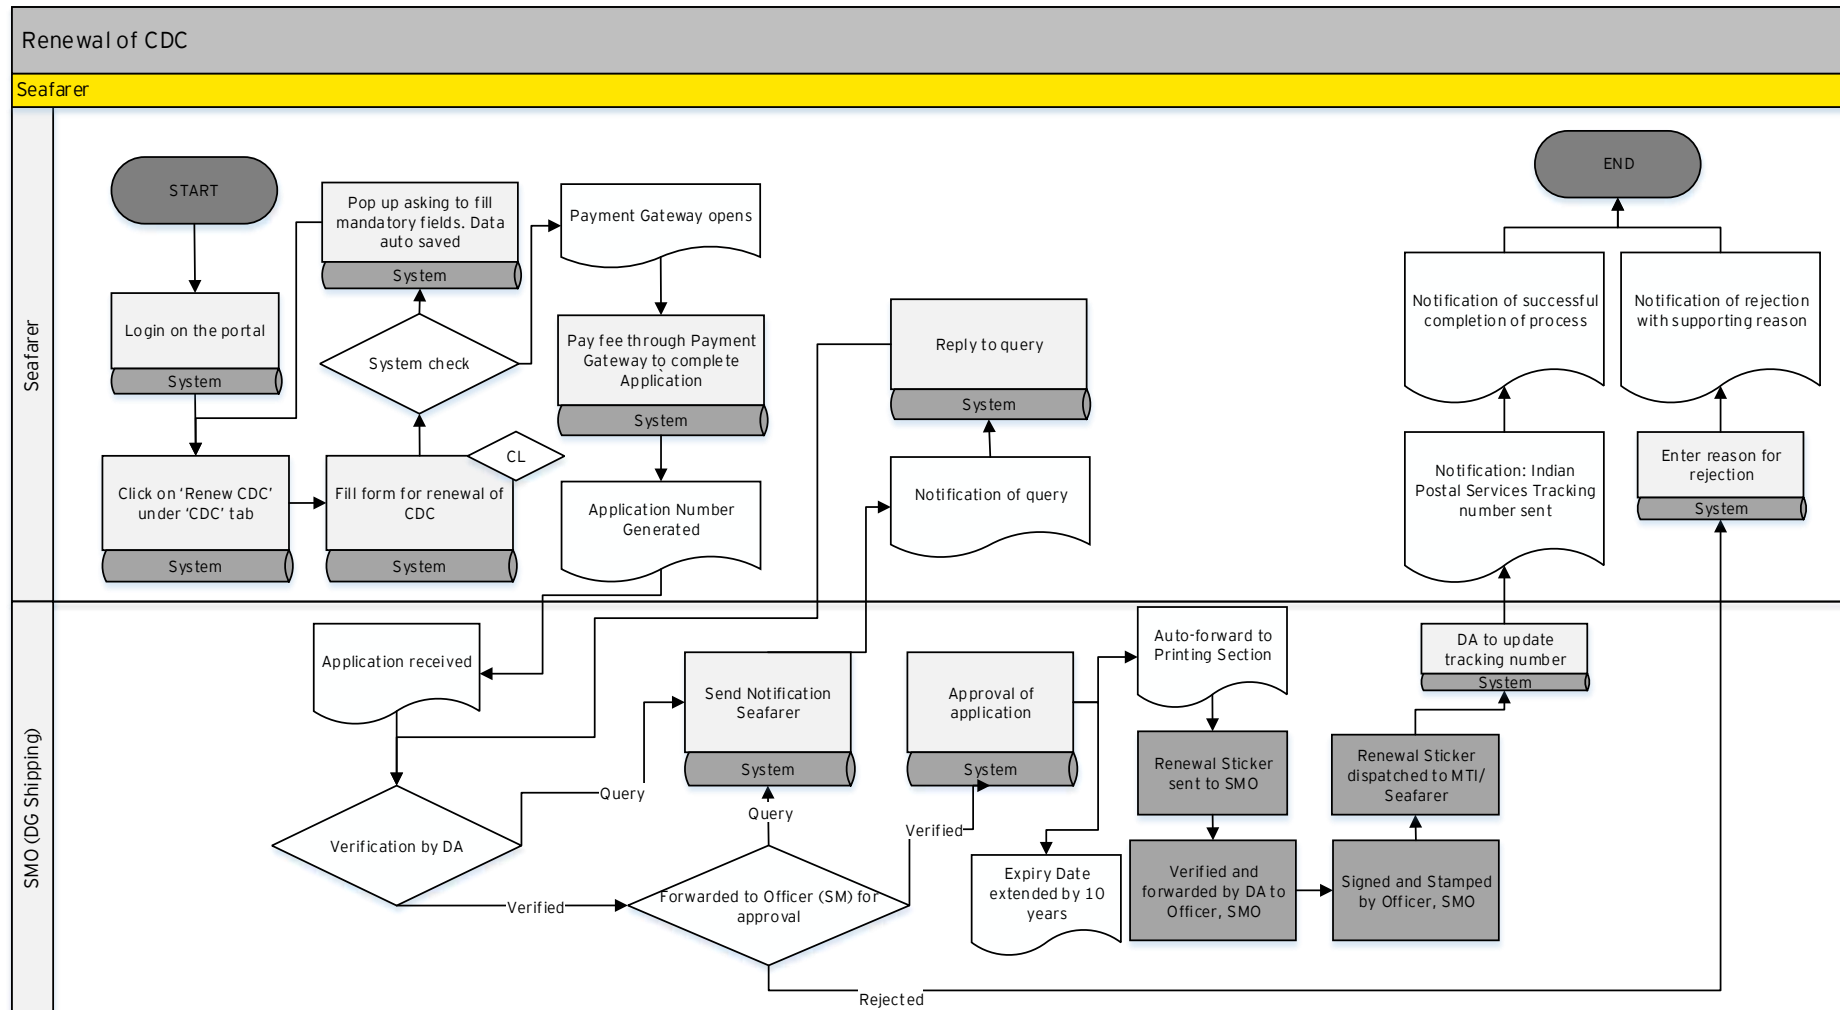 Renewal of CDC
Seafarer
Seafarer
START
Login on the portal
System
Click on ‘Renew CDC’
under ‘CDC’ tab
System
Pop up asking to fill
mandatory fields. Data
auto saved
System
System check
CL
Fill form for renewal of
CDC
System
Payment Gateway opens
Pay fee through Payment
Gateway to complete
Application
System
Application Number
Generated
Reply to query
System
Notification of query
END
Notification of successful
completion of process
Notification of rejection
with supporting reason
Notification: Indian
Postal Services Tracking
number sent
Enter reason for
rejection
System
SMO (DG Shipping)
Application received
Verification by DA
Query
Verified
Send Notification
Seafarer
System
Query
Forwarded to Officer (SM) for
approval
Verified
Rejected
Approval of
application
System
Expiry Date
extended by 10
years
Auto-forward to
Printing Section
Renewal Sticker
sent to SMO
Verified and
forwarded by DA to
Officer, SMO
Signed and Stamped
by Officer, SMO
Renewal Sticker
dispatched to MTI/
Seafarer
DA to update
tracking number
System